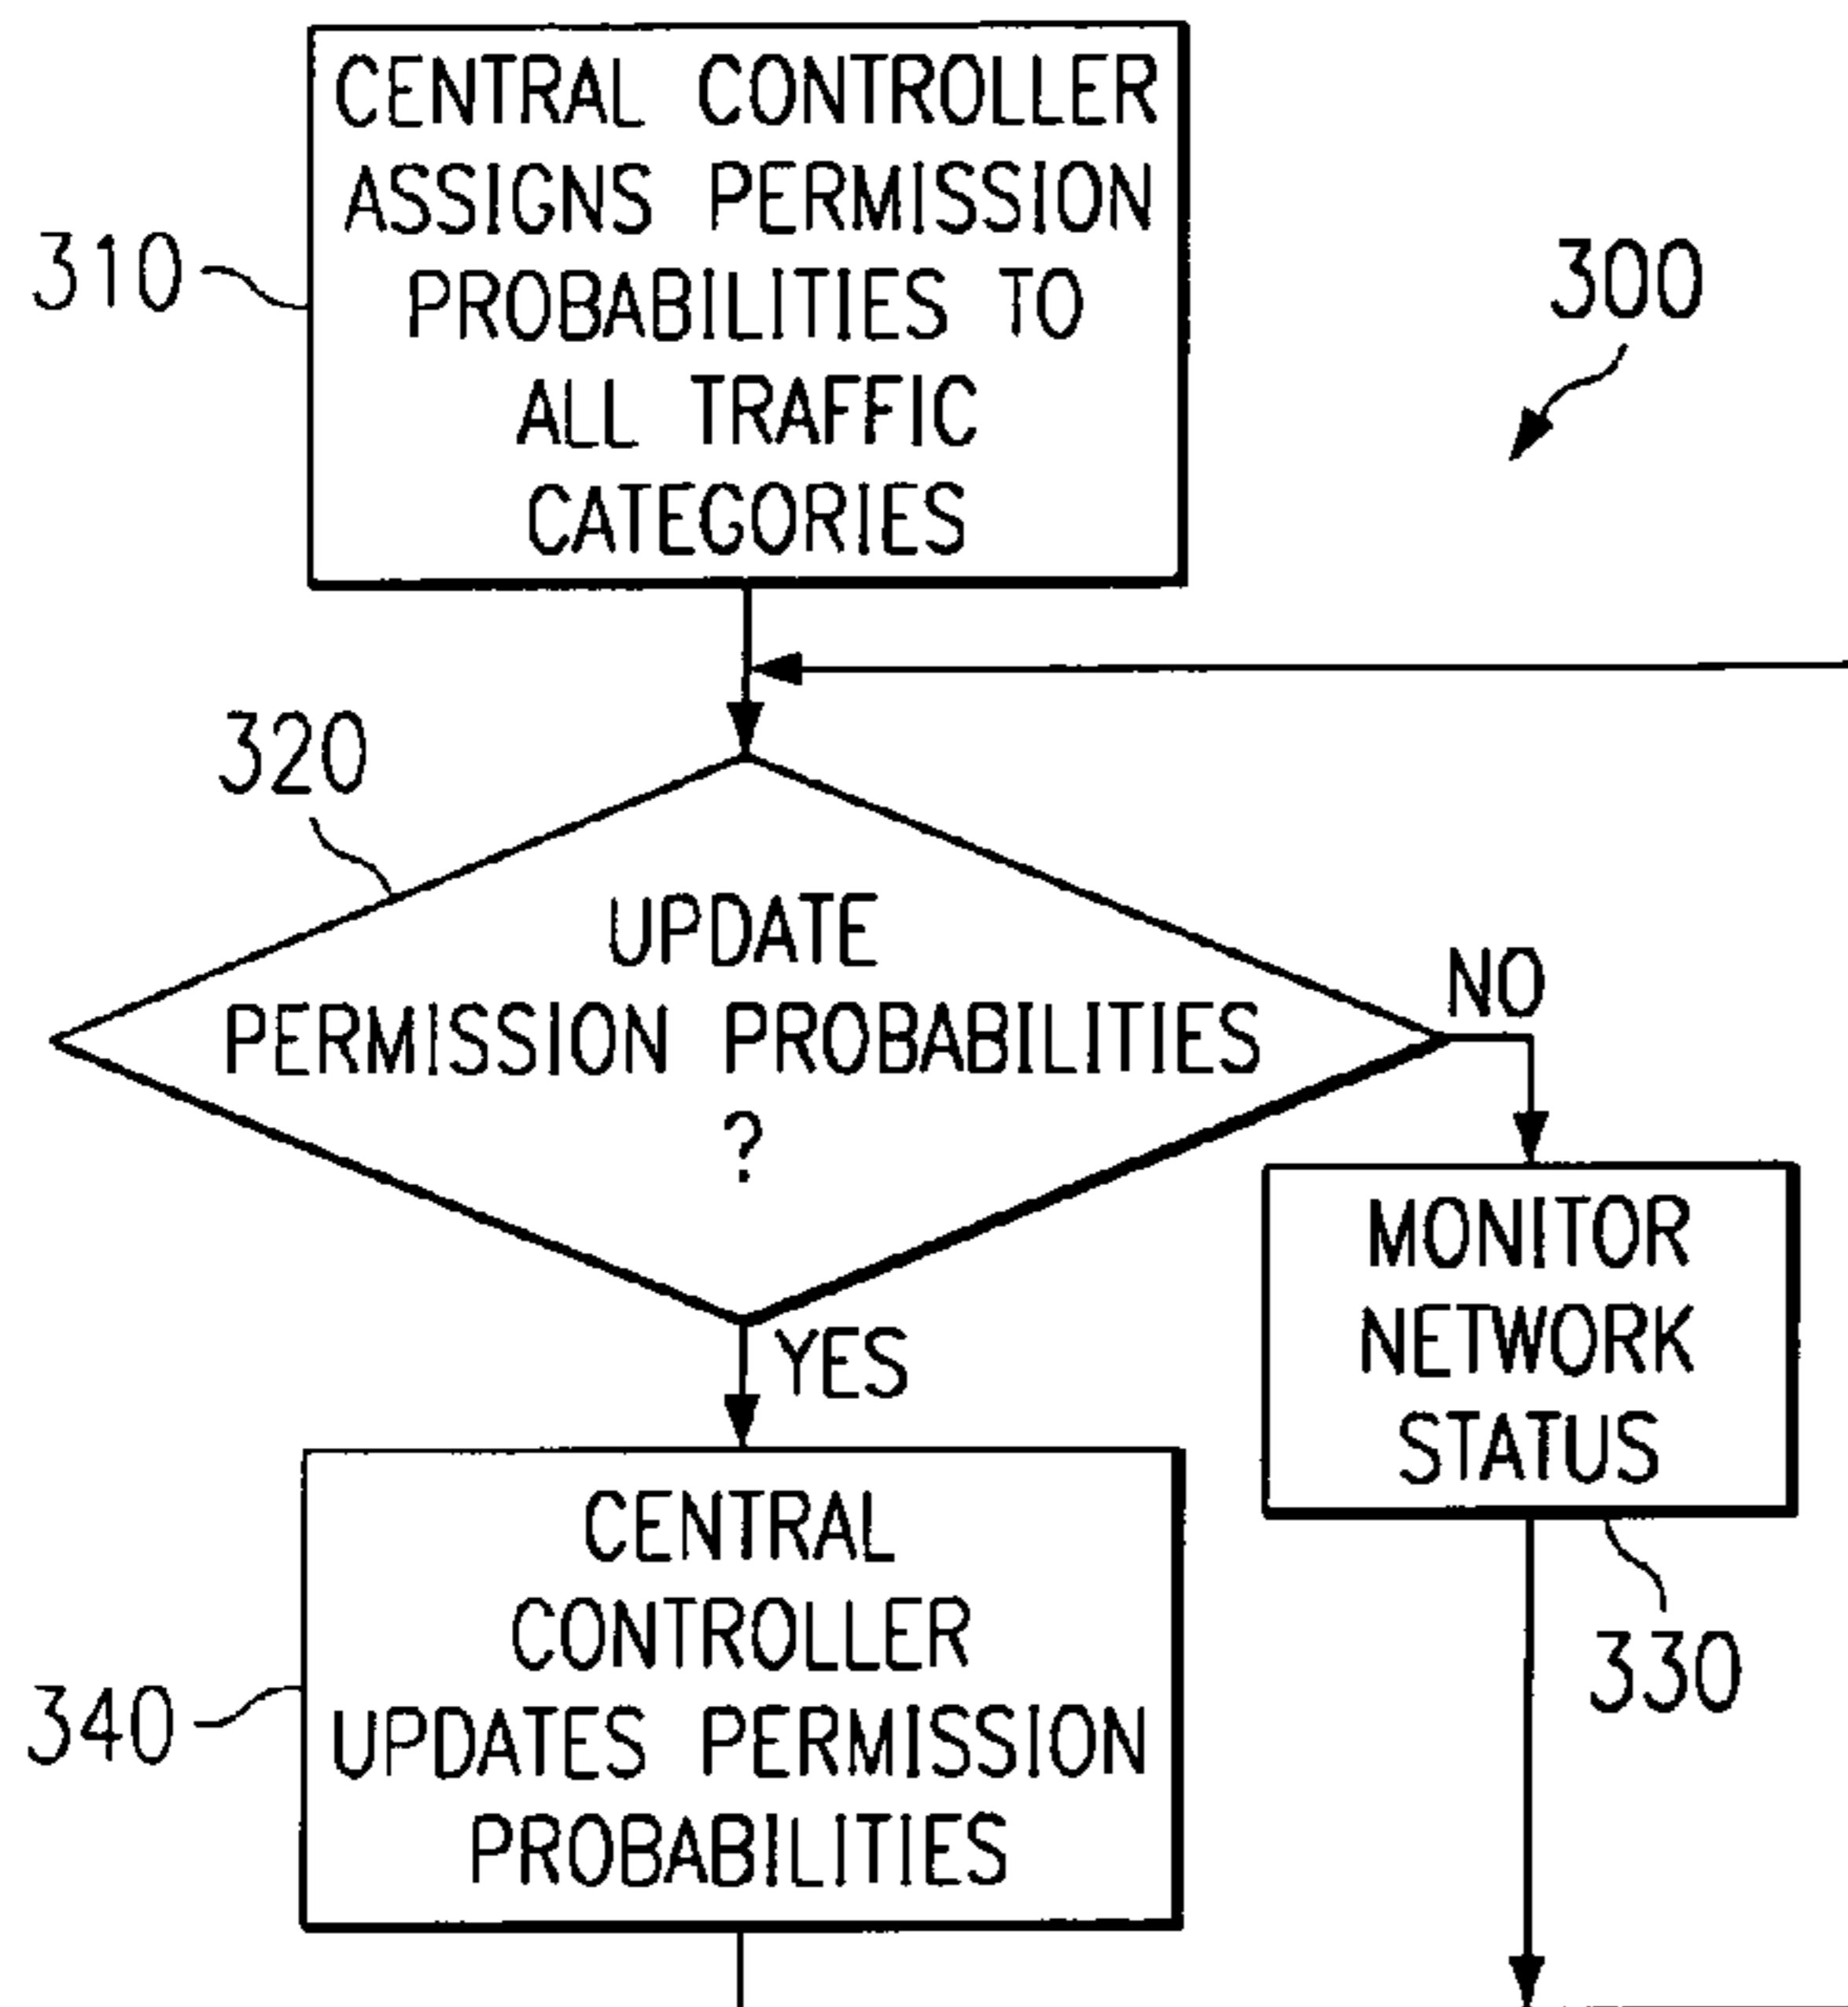 CENTRAL CONTROLLER
ASSIGNS PERMISSION
PROBABILITIES TO
ALL TRAFFIC
CATEGORIES
310
300
320
UPDATE
PERMISSION PROBABILITIES
?
NO
YES
MONITOR
NETWORK
STATUS
330
CENTRAL
CONTROLLER
UPDATES PERMISSION
PROBABILITIES
340